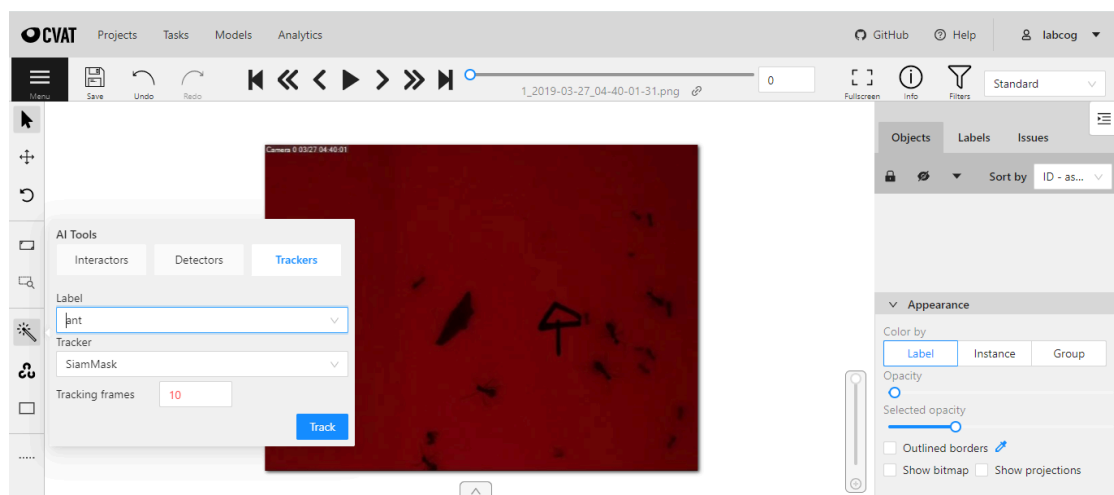 CVAT Projects Tasks Models Analytics GitHub Help labcog
Menu Save Undo Redo 1_2019-03-27_04-40-01-31.png 0 Fullscreen Info Filters Standard
Objects Labels Issues
Sort by ID - as...
Camera 0 03/27 04:40:01
AI Tools
Interactors Detectors Trackers
Label
ant
Tracker
SiamMask
Tracking frames 10
Track
Appearance
Color by
Label Instance Group
Opacity
Selected opacity
Outlined borders
Show bitmap Show projections